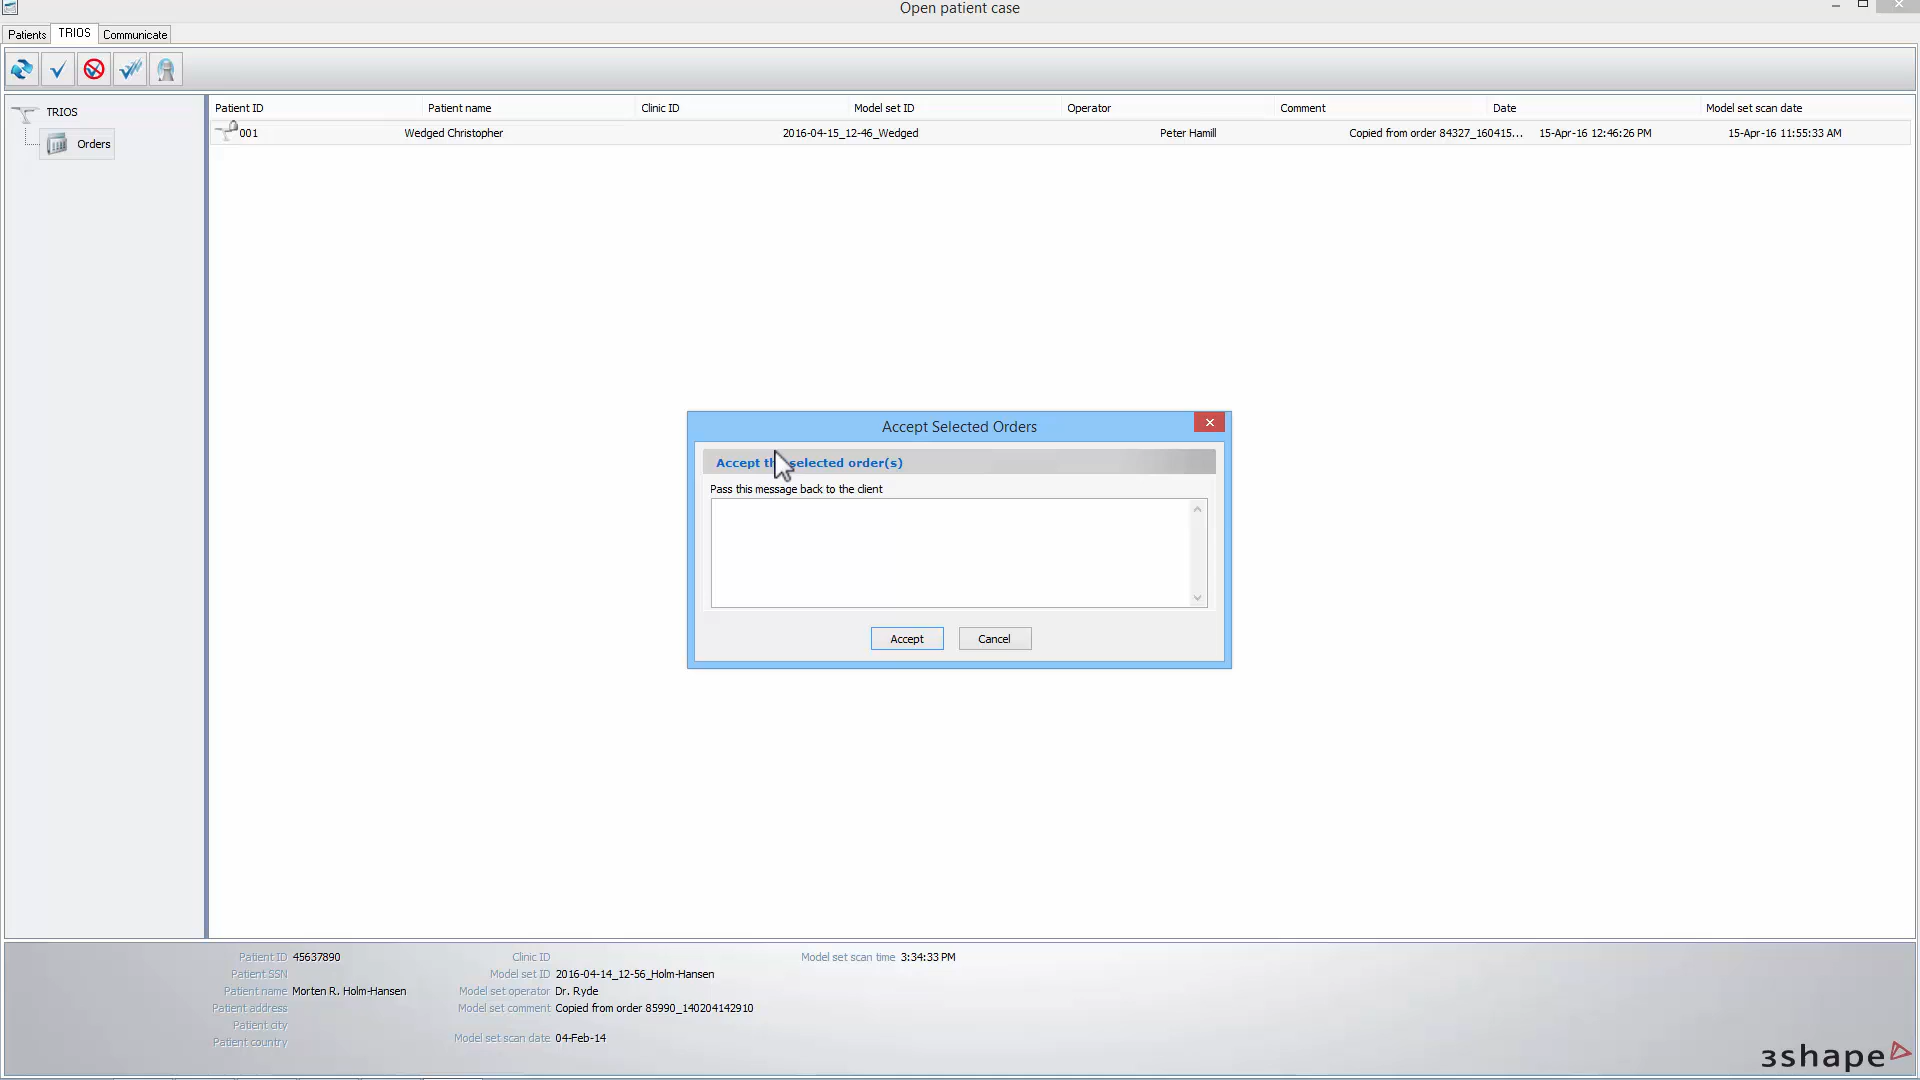 Open patient case
Patients TRIOS Communicate
TRIOS
Orders
Patient ID Patient name Clinic ID Model set ID Operator Comment Date Model set scan date
001 Wedged Christopher 2016-04-15_12-46_Wedged Peter Hamill Copied from order 84327_160415... 15-Apr-16 12:46:26 PM 15-Apr-16 11:55:33 AM
Accept Selected Orders
Accept selected order(s)
Pass this message back to the client
Accept Cancel
Patient ID 45637890 Clinic ID Model set scan time 3:34:33 PM
Patient SSN Model set ID 2016-04-14_12-56_Holm-Hansen
Patient name Morten R. Holm-Hansen Model set operator Dr. Ryde
Patient address Model set comment Copied from order 85990_140204142910
Patient city
Patient country Model set scan date 04-Feb-14
3shape